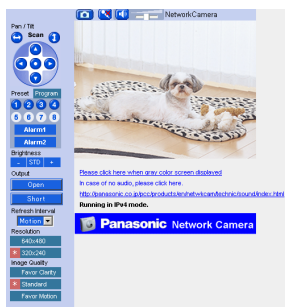 NetworkCamera
Pan / Tilt
Scan
Preset Program
1 2 3 4
5 6 7 8
Alarm1
Alarm2
Brightness
- STD +
Output
Open
Short
Refresh Interval
Motion
Resolution
640x480
* 320x240
Image Quality
Favor Clarity
* Standard
Favor Motion
Please click here when gray color screen displayed
In case of no audio, please click here.
http://panasonic.co.jp/pcc/products/en/netwkcam/technic/sound/index.html
Running in IPv4 mode.
Panasonic Network Camera